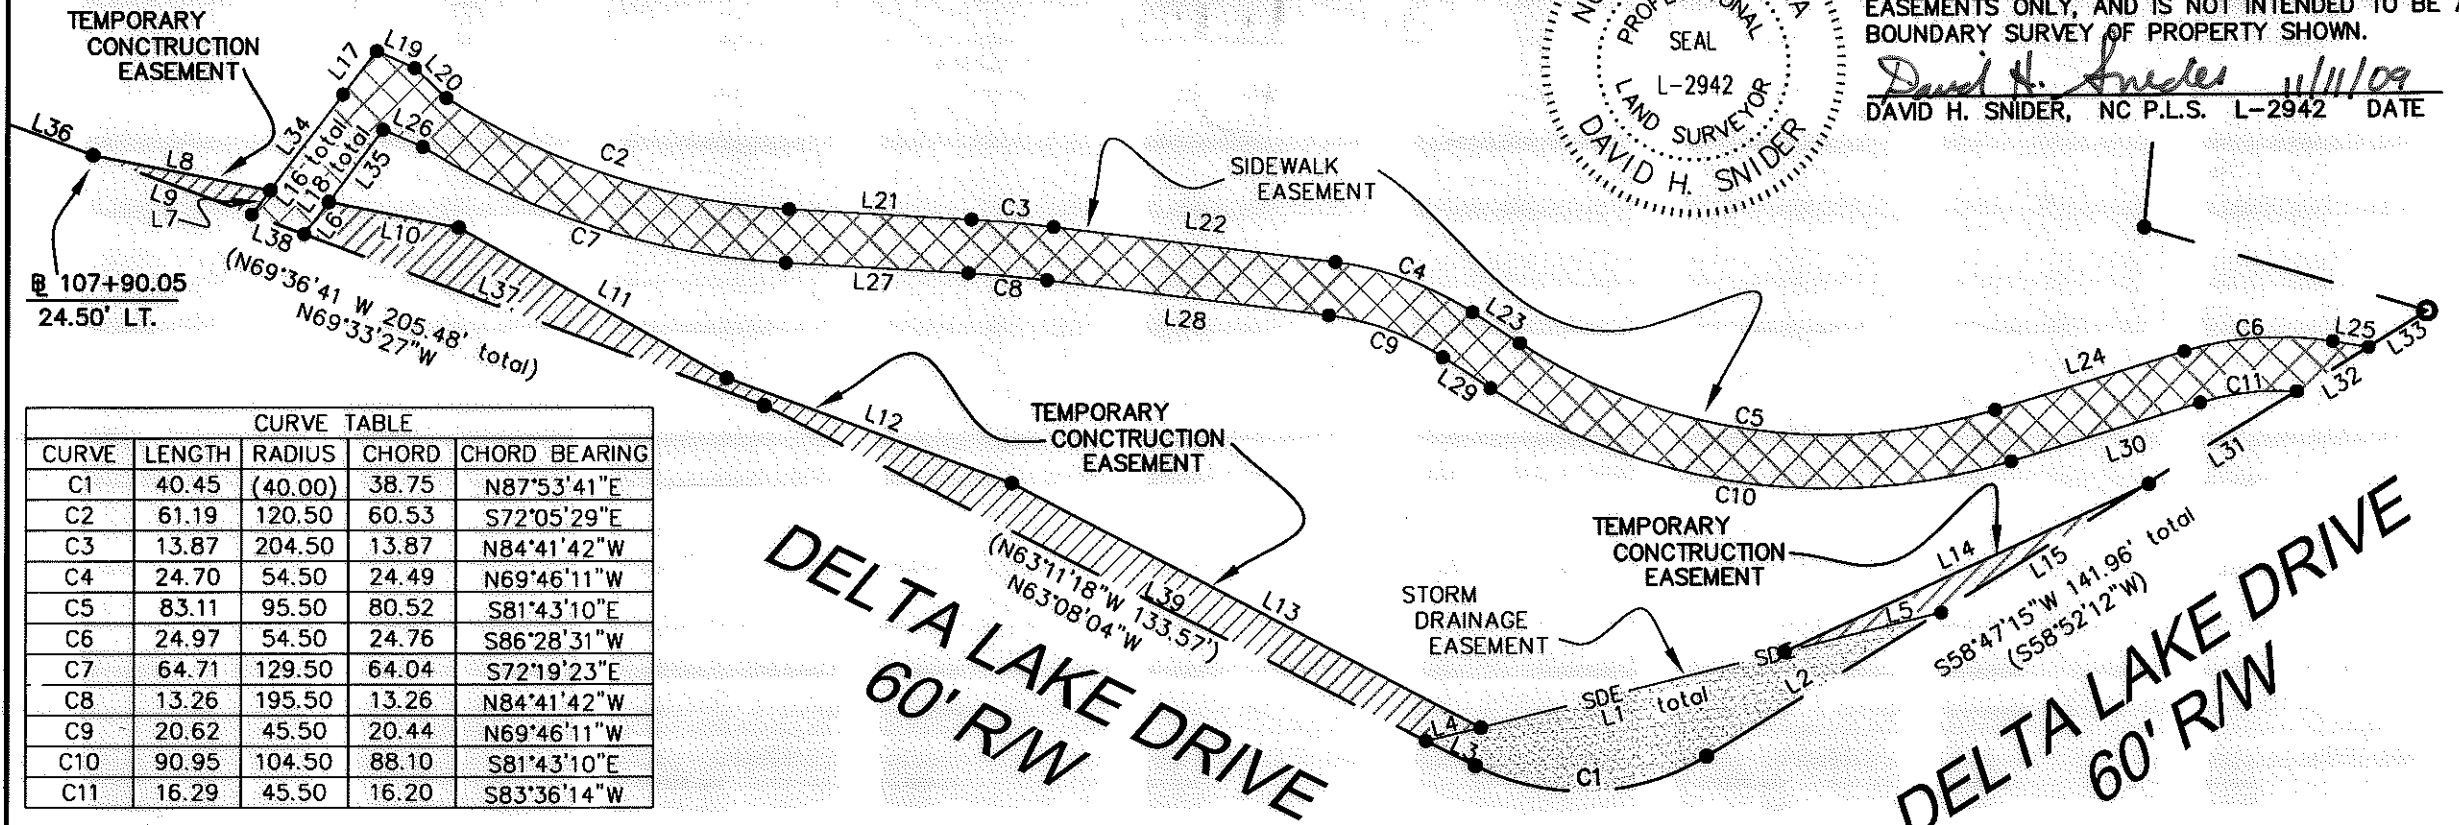 TEMPORARY
CONCTRUCTION
EASEMENT
EASEMENTS ONLY, AND IS NOT INTENDED TO BE
BOUNDARY SURVEY OF PROPERTY SHOWN.
11/11/09
DAVID H. SNIDER, NC P.L.S. L-2942 DATE
SEAL
L-2942
LAND SURVEYOR
DAVID H. SNIDER
L36
L8
L9
L7
L17
L19
L20
L34
L16 total
L18 total
L35
L26
L6
L38
L10
L37
L11
C2
C7
L21
L27
C3
C8
L22
L28
SIDEWALK
EASEMENT
C4
C9
L23
L29
C5
C10
L24
L30
C6
C11
L25
L33
L32
L31
107+90.05
24.50' LT.
(N69°36'41 W 205.48' total)
N69°33'27"W
CURVE TABLE
CURVE LENGTH RADIUS CHORD CHORD BEARING
C1 40.45 (40.00) 38.75 N87°53'41"E
C2 61.19 120.50 60.53 S72°05'29"E
C3 13.87 204.50 13.87 N84°41'42"W
C4 24.70 54.50 24.49 N69°46'11"W
C5 83.11 95.50 80.52 S81°43'10"E
C6 24.97 54.50 24.76 S86°28'31"W
C7 64.71 129.50 64.04 S72°19'23"E
C8 13.26 195.50 13.26 N84°41'42"W
C9 20.62 45.50 20.44 N69°46'11"W
C10 90.95 104.50 88.10 S81°43'10"E
C11 16.29 45.50 16.20 S83°36'14"W
L12
TEMPORARY
CONCTRUCTION
EASEMENT
(N63°11'18"W 133.57')
N63°08'04"W
L39
L13
DELTA LAKE DRIVE
60' R/W
TEMPORARY
CONCTRUCTION
EASEMENT
STORM
DRAINAGE
EASEMENT
L14
L15
L5
SD
SDE
L1 total
L2
L4
L3
C1
S58°47'15"W 141.96' total
(S58°52'12"W)
DELTA LAKE DRIVE
60' R/W